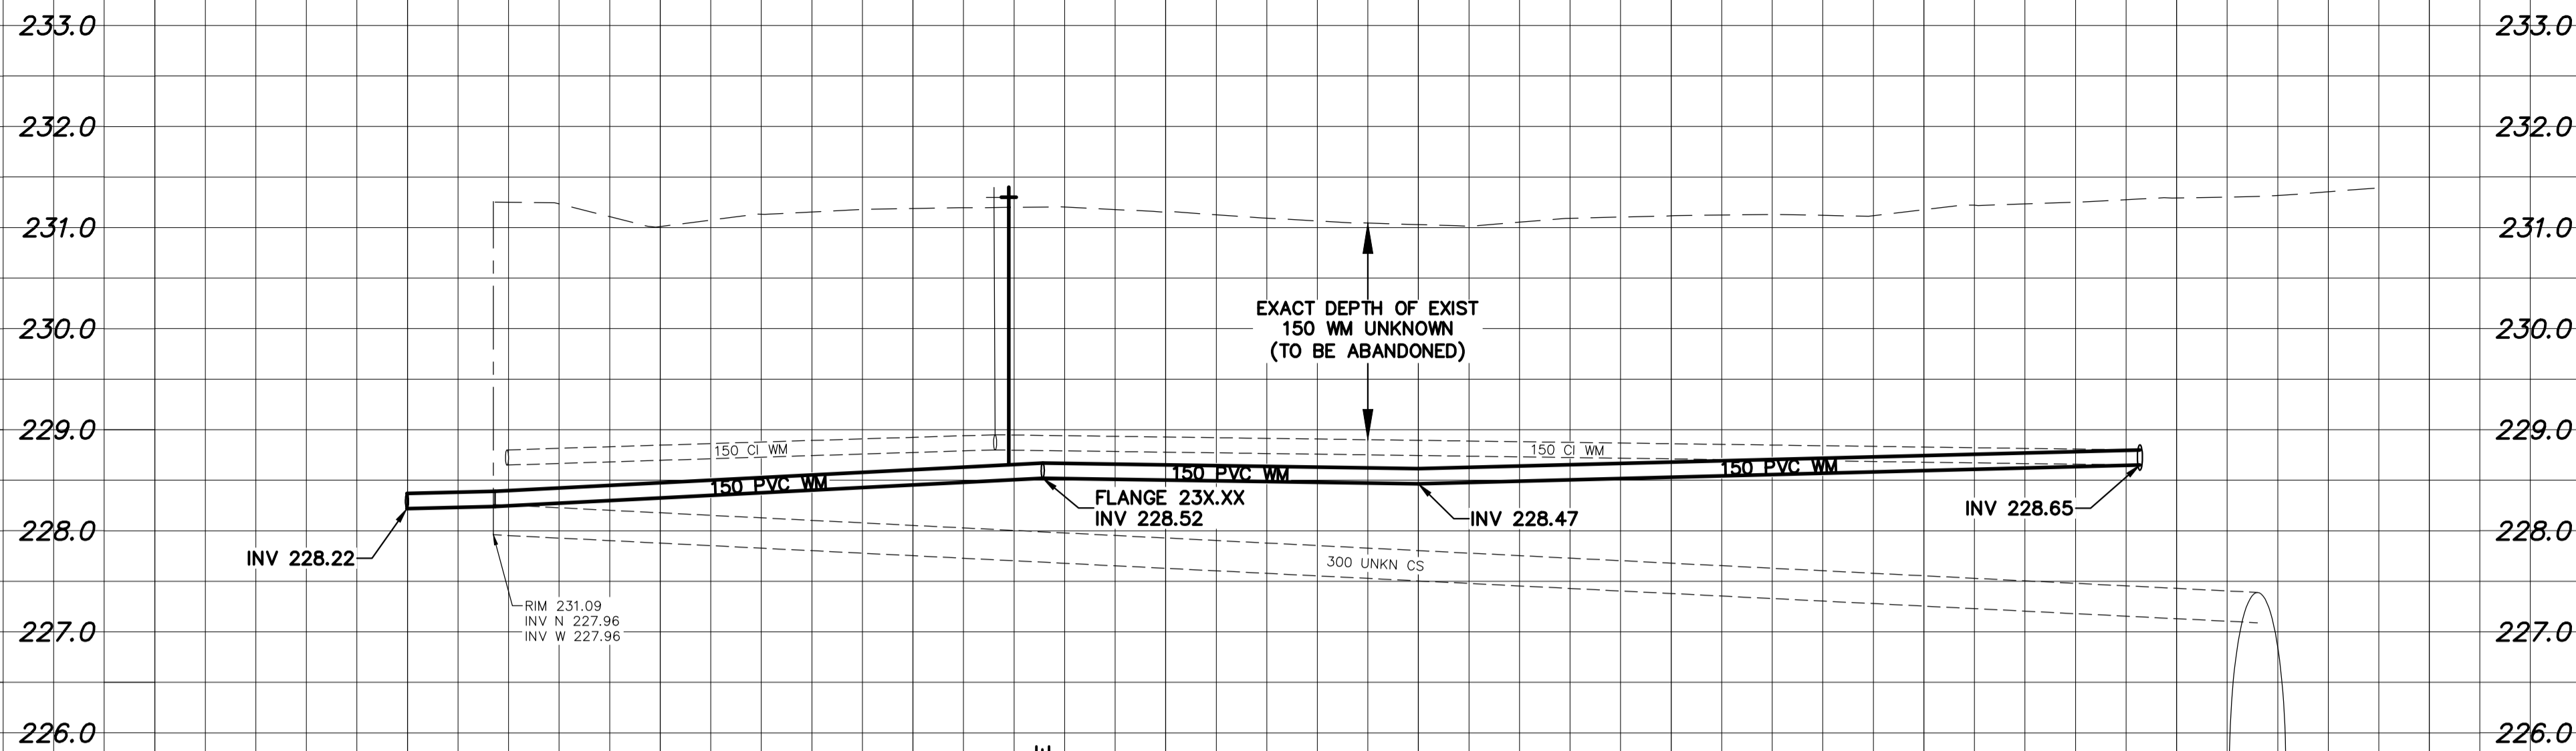 233.0 233.0
232.0 232.0
231.0 231.0
EXACT DEPTH OF EXIST
150 WM UNKNOWN
(TO BE ABANDONED)
230.0 230.0
229.0 229.0
150 CI WM 150 CI WM
150 PVC WM 150 PVC WM 150 PVC WM
FLANGE 23X.XX
INV 228.52
INV 228.47
INV 228.65
228.0 228.0
INV 228.22
300 UNKN CS
RIM 231.09
INV N 227.96
INV W 227.96
227.0 227.0
226.0 226.0